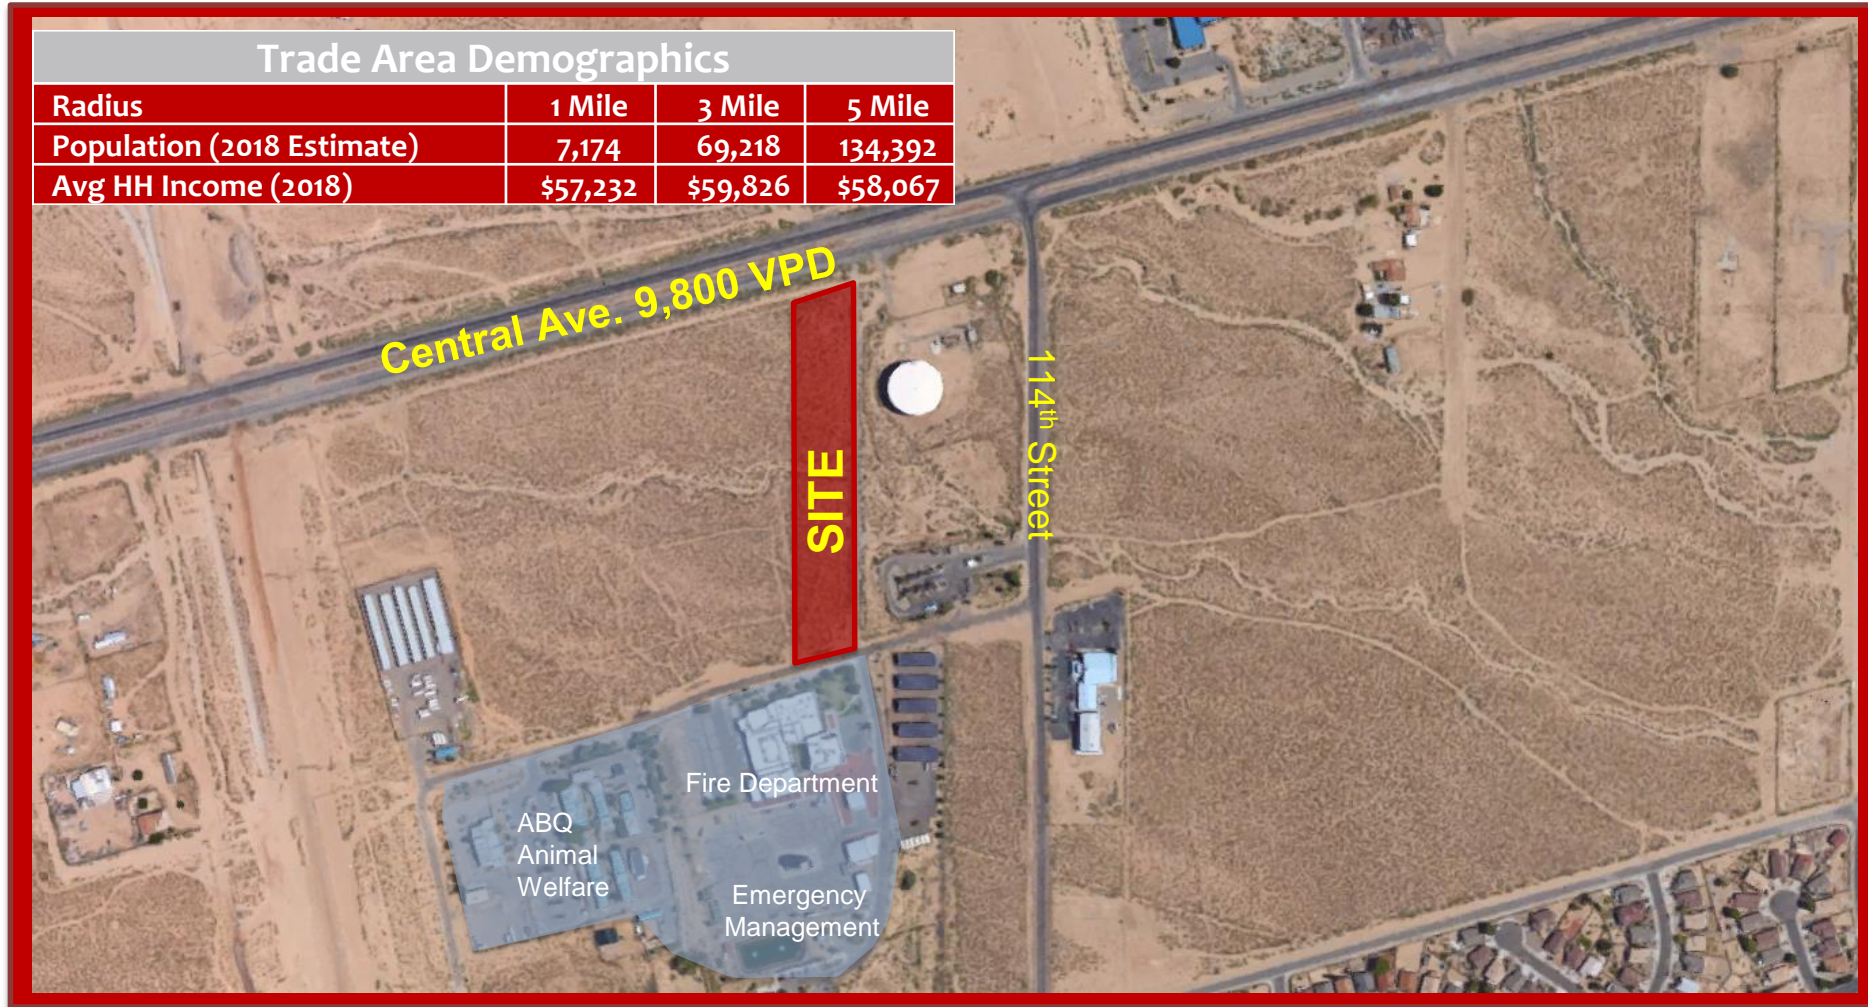 Trade Area Demographics
Radius 1 Mile 3 Mile 5 Mile
Population (2018 Estimate) 7,174 69,218 134,392
Avg HH Income (2018) $57,232 $59,826 $58,067
Central Ave. 9,800 VPD
SITE
114th Street
Fire Department
ABQ
Animal
Welfare
Emergency
Management